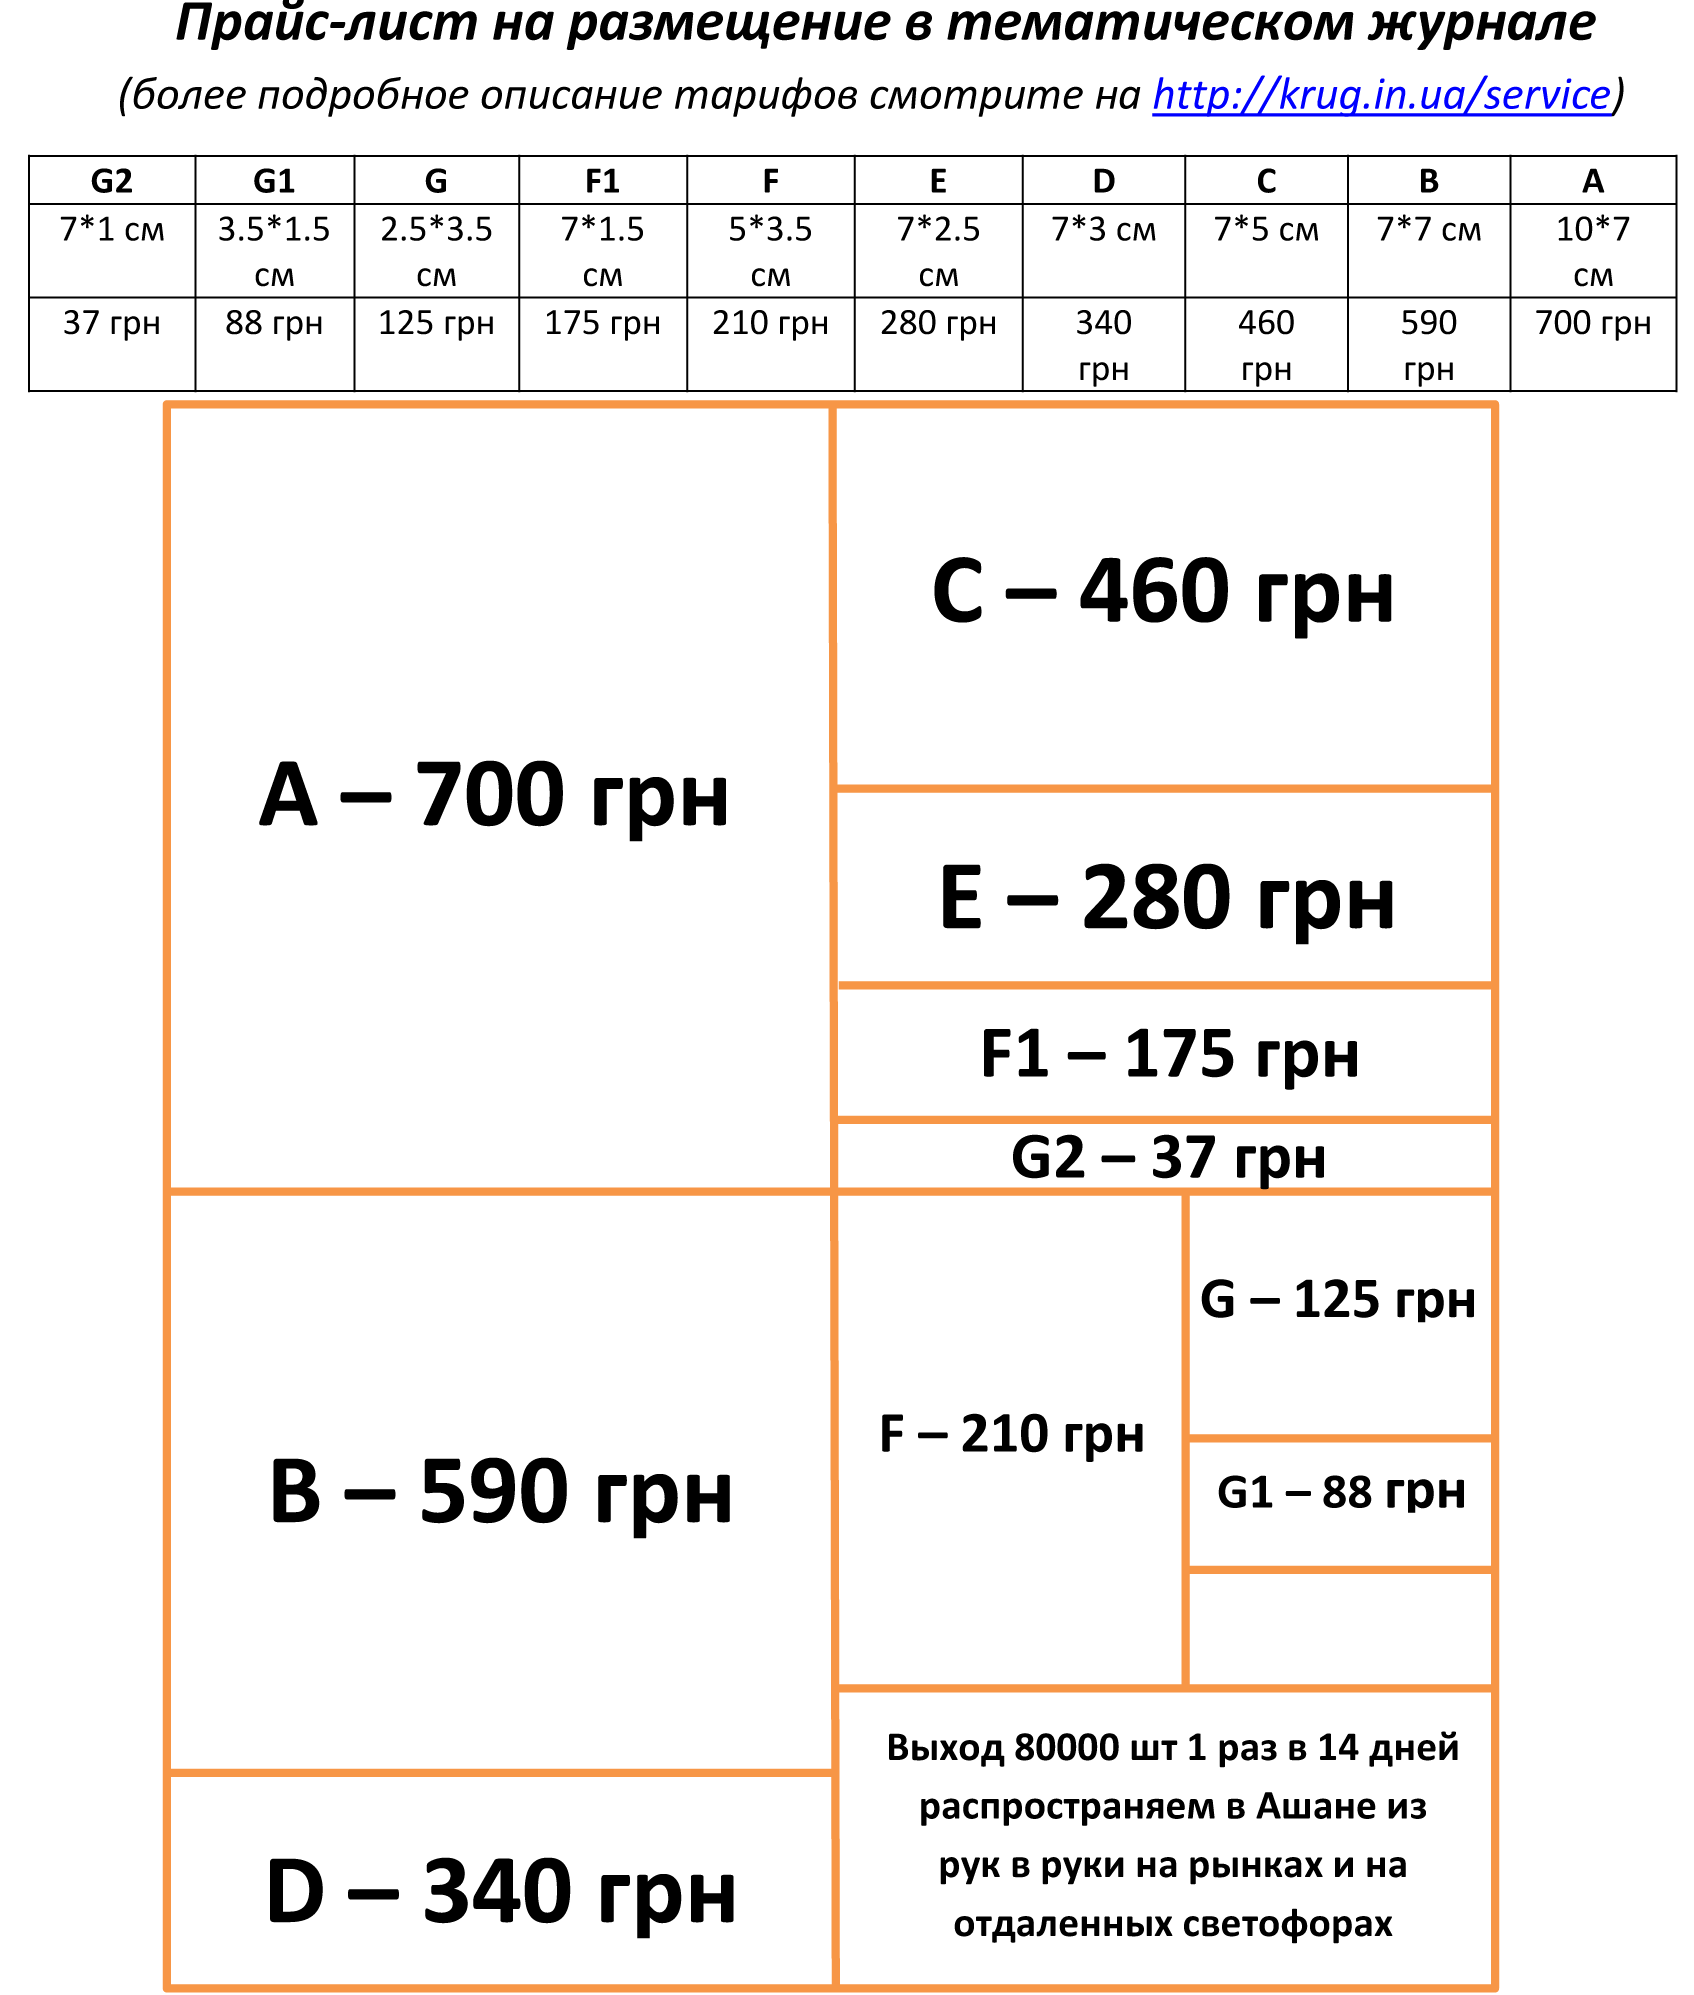 Прайс-лист на размещение в тематическом журнале
(более подробное описание тарифов смотрите на http://krug.in.ua/service)
G2 G1 G F1 F E D C B A
7*1 см 3.5*1.5 см 2.5*3.5 см 7*1.5 см 5*3.5 см 7*2.5 см 7*3 см 7*5 см 7*7 см 10*7 см
37 грн 88 грн 125 грн 175 грн 210 грн 280 грн 340 грн 460 грн 590 грн 700 грн
C – 460 грн
A – 700 грн
E – 280 грн
F1 – 175 грн
G2 – 37 грн
G – 125 грн
F – 210 грн
B – 590 грн
G1 – 88 грн
Выход 80000 шт 1 раз в 14 дней
распространяем в Ашане из
рук в руки на рынках и на
отдаленных светофорах
D – 340 грн